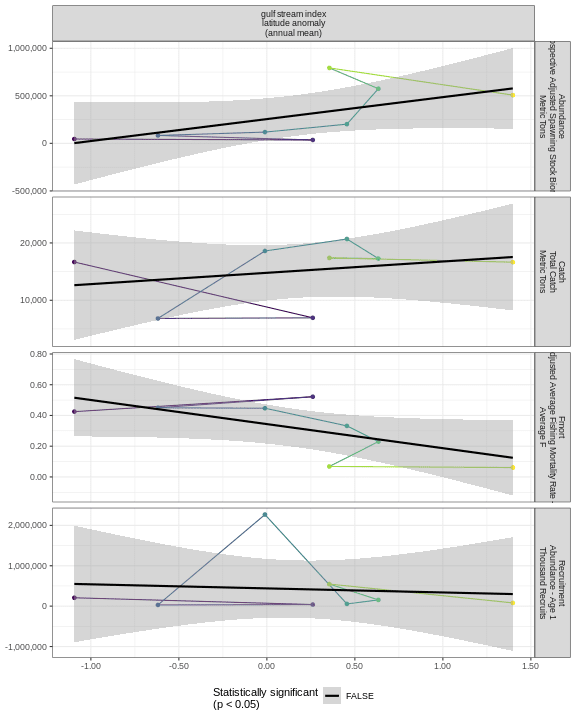 gulf stream index
latitude anomaly
(annual mean)
1,000,000
500,000
0
-500,000
Abundance
Adjusted Spawning Stock
Metric Tons
20,000
10,000
Catch
Total Catch
Metric Tons
0.80
0.60
0.40
0.20
0.00
Fmort
Average Fishing Mortality Rate
Average F
2,000,000
1,000,000
0
-1,000,000
Recruitment
Abundance - Age 1
Thousand Recruits
-1.00
-0.50
0.00
0.50
1.00
1.50
Statistically significant
(p < 0.05)
FALSE